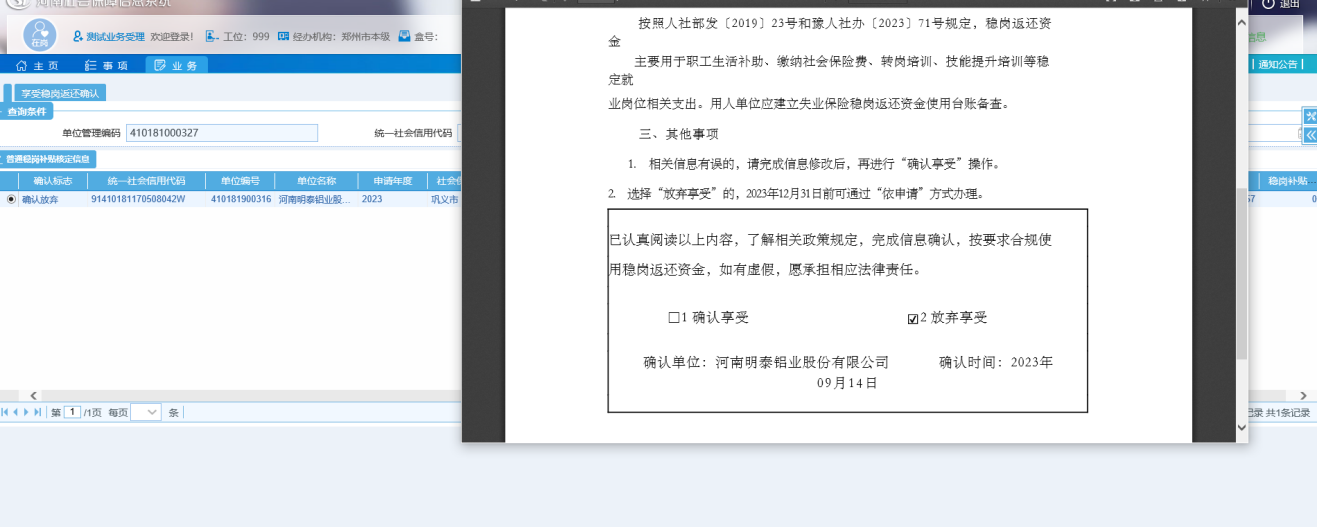 河南社会保障信息系统
退出
在岗
测试业务受理 欢迎登录! 工位：999 经办机构：郑州市本级 盒号：
信息
主页 事项 业务
通知公告
享受稳岗返还确认
查询条件
单位管理编码 410181000327 统一社会信用代码
普通稳岗补贴核定信息
确认标志 统一社会信用代码 单位编号 单位名称 申请年度 社会
稳岗补贴
确认放弃 91410181170508042W 410181900316 河南明泰铝业股... 2023 巩义市
57 0
第 1 /1页 每页 条
记录 共1条记录
按照人社部发〔2019〕23号和豫人社办〔2023〕71号规定，稳岗返还资
金
主要用于职工生活补助、缴纳社会保险费、转岗培训、技能提升培训等稳
定就
业岗位相关支出。用人单位应建立失业保险稳岗返还资金使用台账备查。
三、其他事项
1. 相关信息有误的，请完成信息修改后，再进行“确认享受”操作。
2. 选择“放弃享受”的，2023年12月31日前可通过“依申请”方式办理。
已认真阅读以上内容，了解相关政策规定，完成信息确认，按要求合规使
用稳岗返还资金，如有虚假，愿承担相应法律责任。
☐1 确认享受 ☑2 放弃享受
确认单位：河南明泰铝业股份有限公司 确认时间：2023年
09月14日